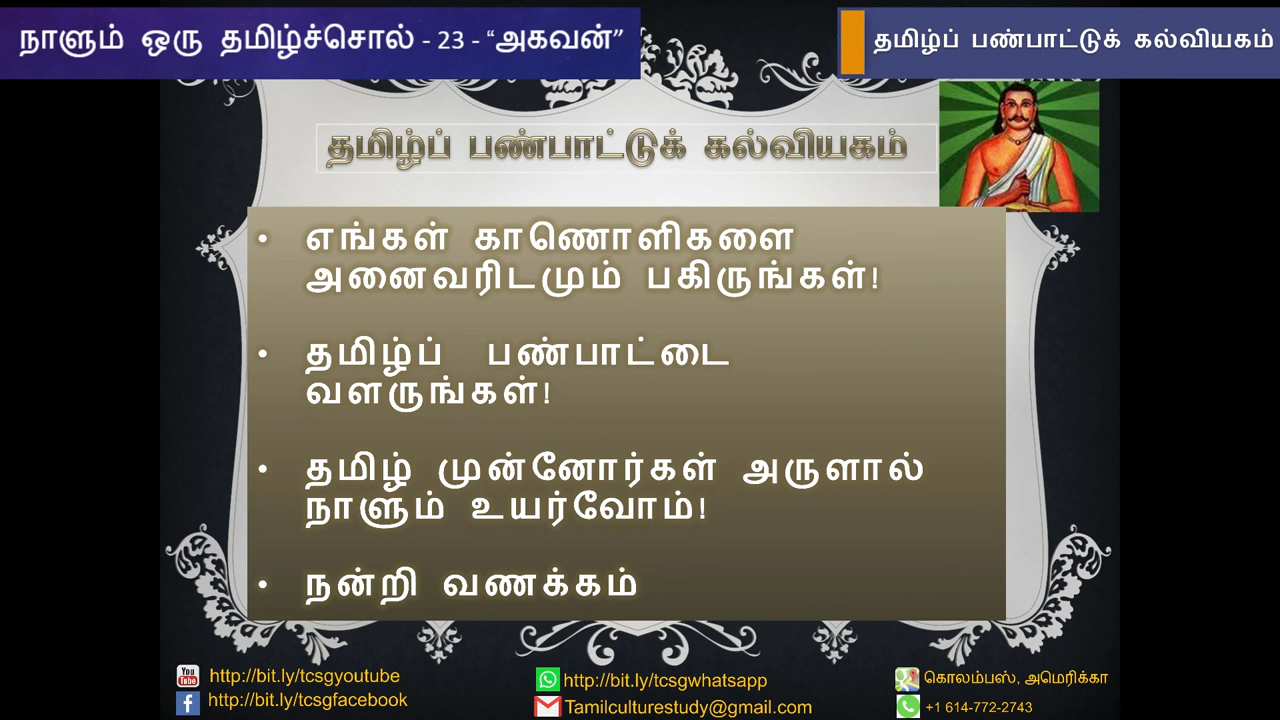 நாளும் ஒரு தமிழ்ச்சொல் - 23 - “அகவன்”
தமிழ்ப் பண்பாட்டுக் கல்வியகம்
தமிழ்ப் பண்பாட்டுக் கல்வியகம்
• எங்கள் காணொளிகளை
அனைவரிடமும் பகிருங்கள்!
• தமிழ்ப் பண்பாட்டை
வளருங்கள்!
• தமிழ் முன்னோர்கள் அருளால்
நாளும் உயர்வோம்!
• நன்றி வணக்கம்
You Tube http://bit.ly/tcsgyoutube
http://bit.ly/tcsgfacebook
http://bit.ly/tcsgwhatsapp
Tamilculturestudy@gmail.com
கொலம்பஸ், அமெரிக்கா
+1 614-772-2743